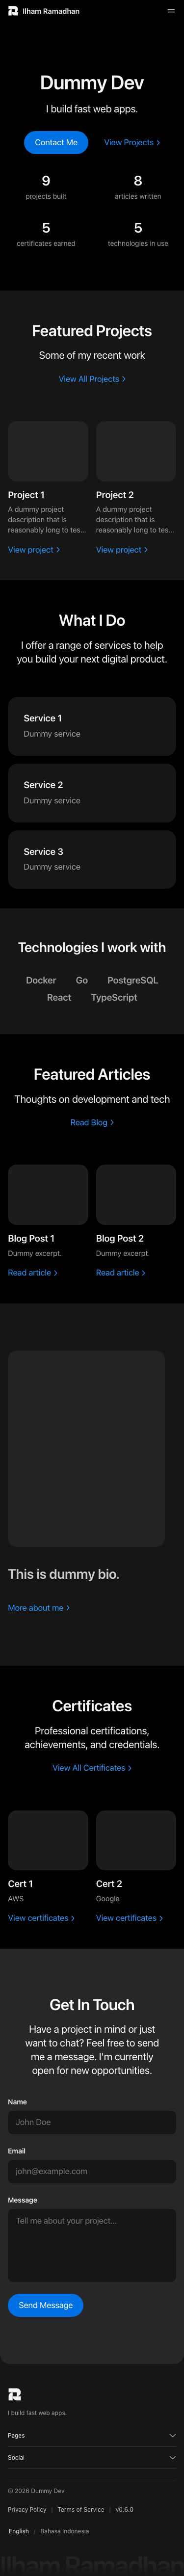 Ilham Ramadhan
Dummy Dev
I build fast web apps.
Contact Me
View Projects
9
projects built
8
articles written
5
certificates earned
5
technologies in use
Featured Projects
Some of my recent work
View All Projects
Project 1
A dummy project
description that is
reasonably long to tes...
View project
Project 2
A dummy project
description that is
reasonably long to tes...
View project
What I Do
I offer a range of services to help
you build your next digital product.
Service 1
Dummy service
Service 2
Dummy service
Service 3
Dummy service
Technologies I work with
Docker Go PostgreSQL
React TypeScript
Featured Articles
Thoughts on development and tech
Read Blog
Blog Post 1
Dummy excerpt.
Read article
Blog Post 2
Dummy excerpt.
Read article
This is dummy bio.
More about me
Certificates
Professional certifications,
achievements, and credentials.
View All Certificates
Cert 1
AWS
View certificates
Cert 2
Google
View certificates
Get In Touch
Have a project in mind or just
want to chat? Feel free to send
me a message. I'm currently
open for new opportunities.
Name
John Doe
Email
john@example.com
Message
Tell me about your project...
Send Message
I build fast web apps.
Pages
Social
© 2026 Dummy Dev
Privacy Policy | Terms of Service | v0.6.0
English | Bahasa Indonesia
Ilham Ramadhan